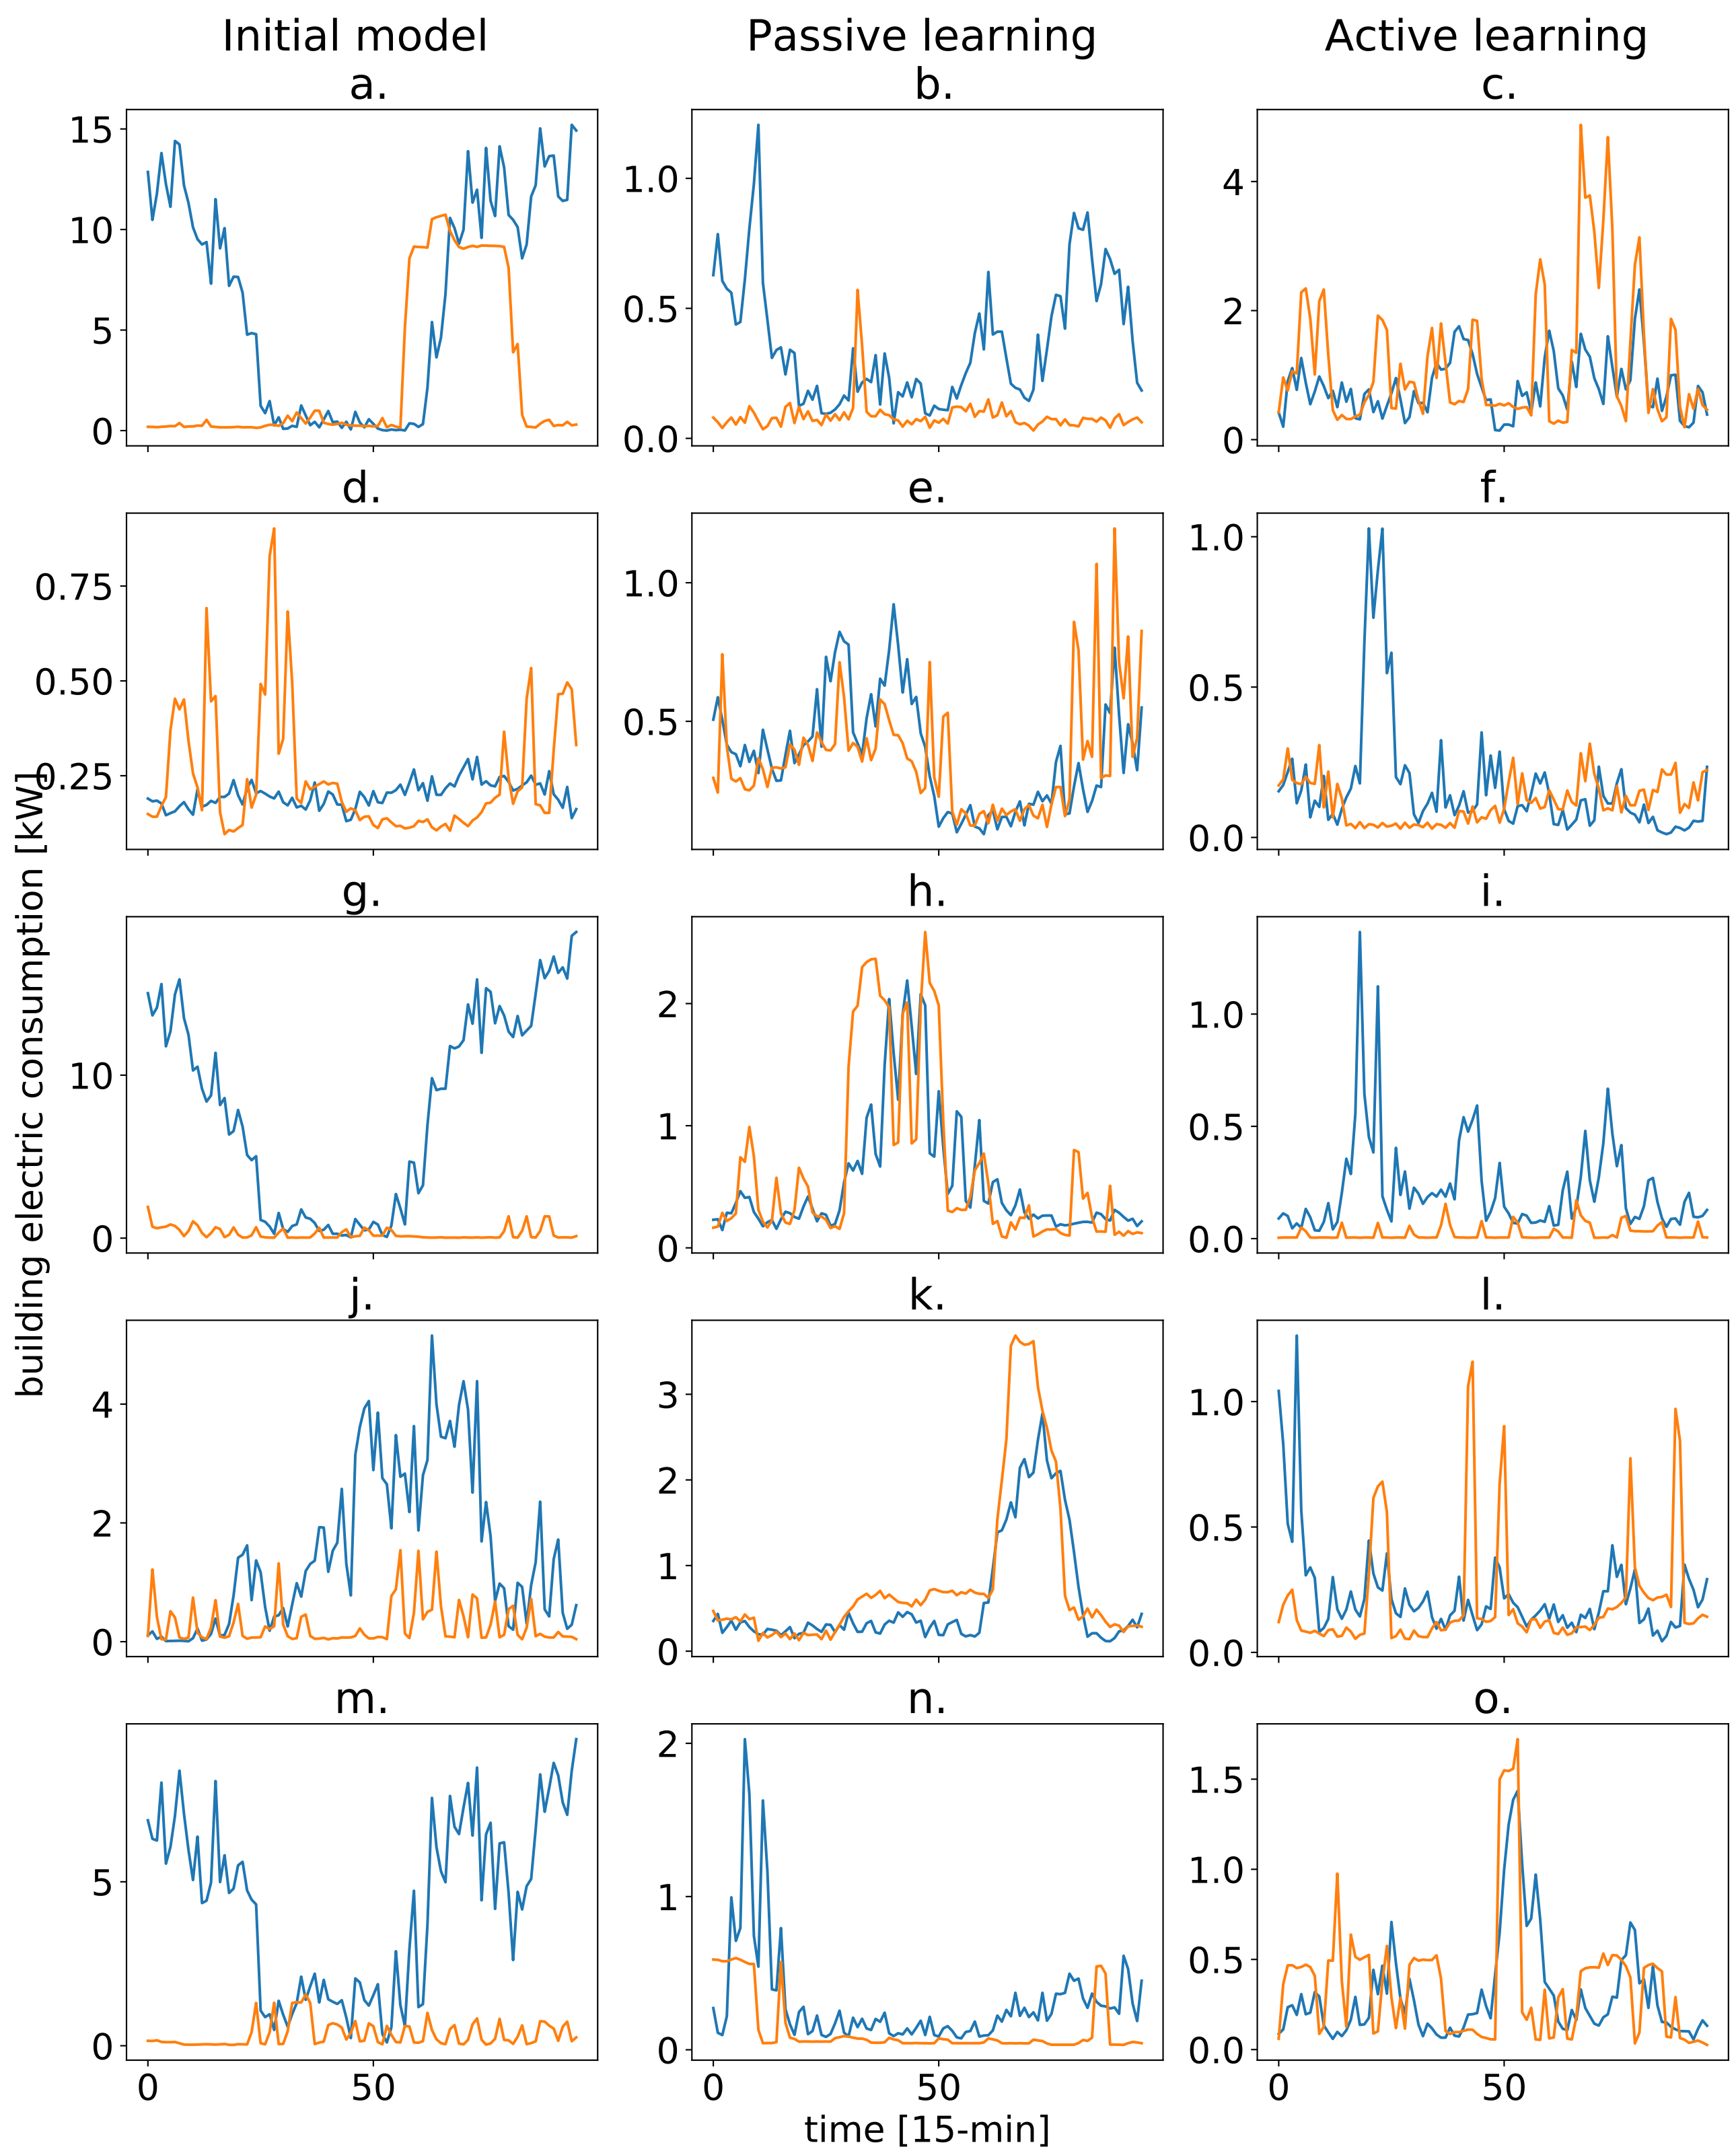 Initial model
Passive learning
Active learning
a.
b.
c.
15
10
5
0
1.0
0.5
0.0
4
2
0
d.
e.
f.
0.75
0.50
0.25
1.0
0.5
1.0
0.5
0.0
g.
h.
i.
10
0
2
1
0
1.0
0.5
0.0
building electric consumption [kW]
j.
k.
l.
4
2
0
3
2
1
0
1.0
0.5
0.0
m.
n.
o.
5
0
2
1
0
1.5
1.0
0.5
0.0
0 50
0 50
0 50
time [15-min]